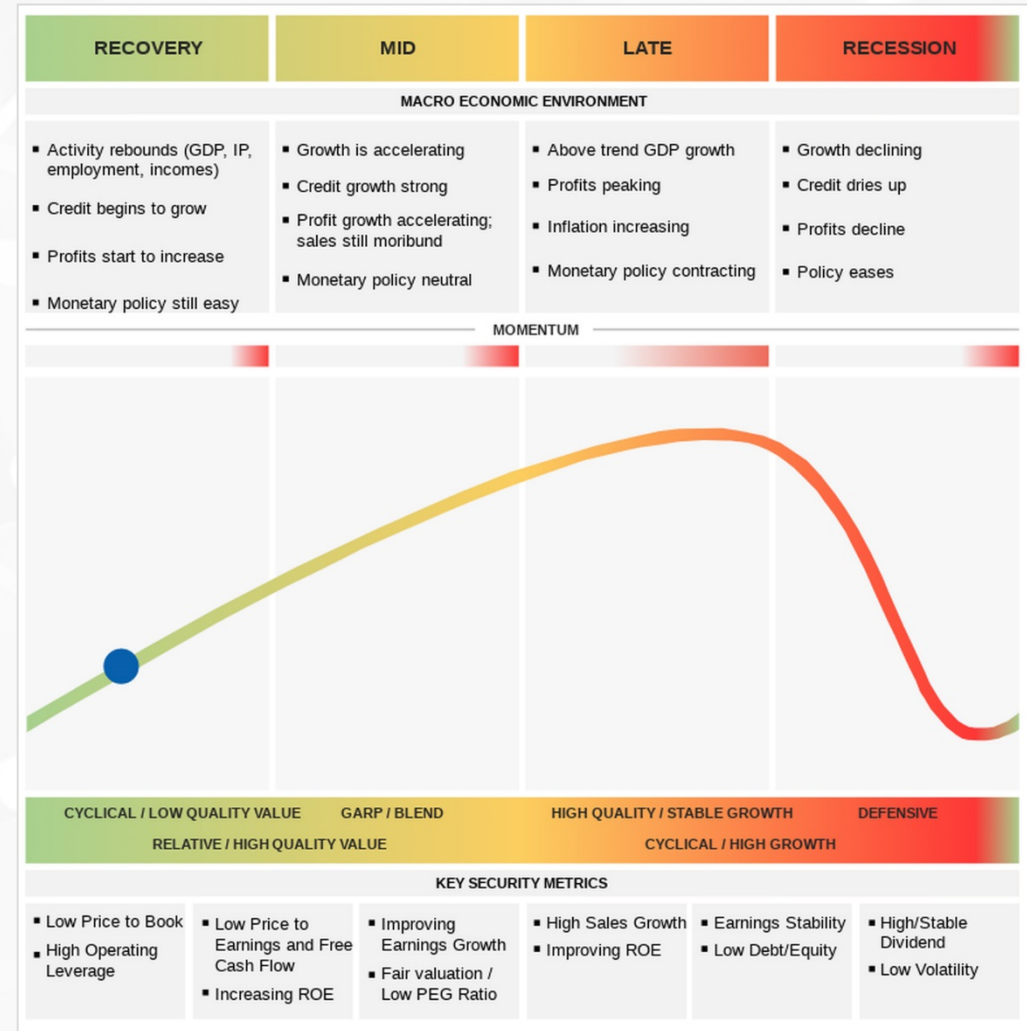 RECOVERY
MID
LATE
RECESSION
MACRO ECONOMIC ENVIRONMENT
Activity rebounds (GDP, IP,
employment, incomes)
Credit begins to grow
Profits start to increase
Monetary policy still easy
Growth is accelerating
Credit growth strong
Profit growth accelerating;
sales still moribund
Monetary policy neutral
Above trend GDP growth
Profits peaking
Inflation increasing
Monetary policy contracting
Growth declining
Credit dries up
Profits decline
Policy eases
MOMENTUM
CYCLICAL / LOW QUALITY VALUE
GARP / BLEND
HIGH QUALITY / STABLE GROWTH
DEFENSIVE
RELATIVE / HIGH QUALITY VALUE
CYCLICAL / HIGH GROWTH
KEY SECURITY METRICS
Low Price to Book
High Operating
Leverage
Low Price to
Earnings and Free
Cash Flow
Increasing ROE
Improving
Earnings Growth
Fair valuation /
Low PEG Ratio
High Sales Growth
Improving ROE
Earnings Stability
Low Debt/Equity
High/Stable
Dividend
Low Volatility